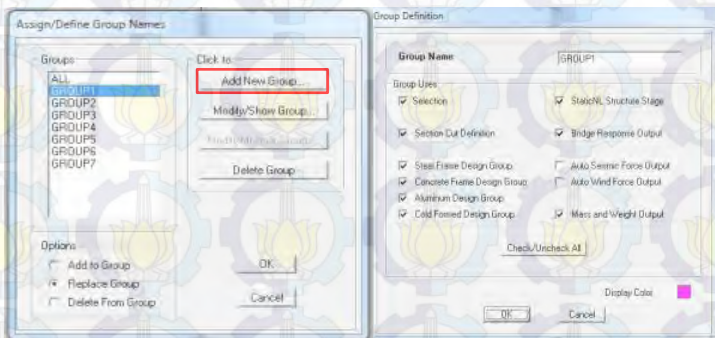 Assign/Define Group Names
Groups
ALL
GROUP1
GROUP2
GROUP3
GROUP4
GROUP5
GROUP6
GROUP7
Click to:
Add New Group...
Modify/Show Group...
Delete Group
Options
Add to Group
Replace Group
Delete From Group
OK
Cancel
Group Definition
Group Name
GROUP1
Group Uses
Selection
StaticNL Structure Stage
Section Cut Definition
Bridge Response Output
Steel Frame Design Group
Auto Seismic Force Output
Concrete Frame Design Group
Auto Wind Force Output
Aluminum Design Group
Cold Formed Design Group
Mass and Weight Output
Check/Uncheck All
Display Color
OK
Cancel